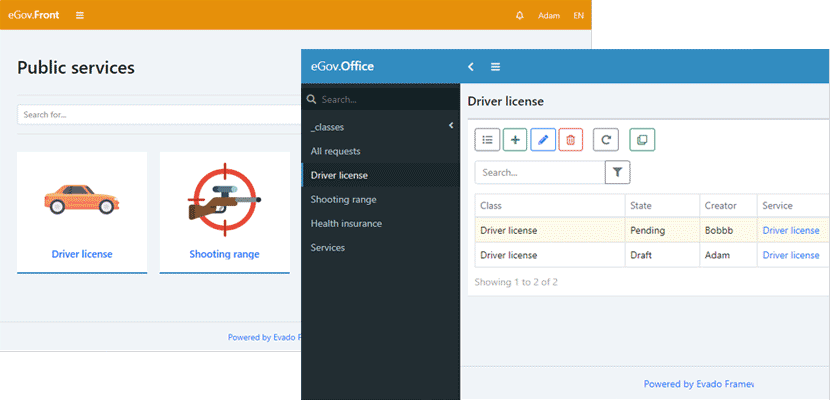 eGov.Front
Adam
EN
Public services
Search for...
Driver license
Shooting range
Powered by Evado
eGov.Office
Search...
_classes
All requests
Driver license
Shooting range
Health insurance
Services
Driver license
Search...
Class State Creator Service
Driver license Pending Bobbb Driver license
Driver license Draft Adam Driver license
Showing 1 to 2 of 2
Powered by Evado